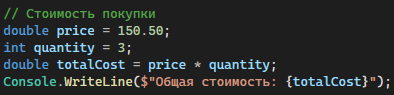 // Стоимость покупки
double price = 150.50;
int quantity = 3;
double totalCost = price * quantity;
Console.WriteLine($"Общая стоимость: {totalCost}");